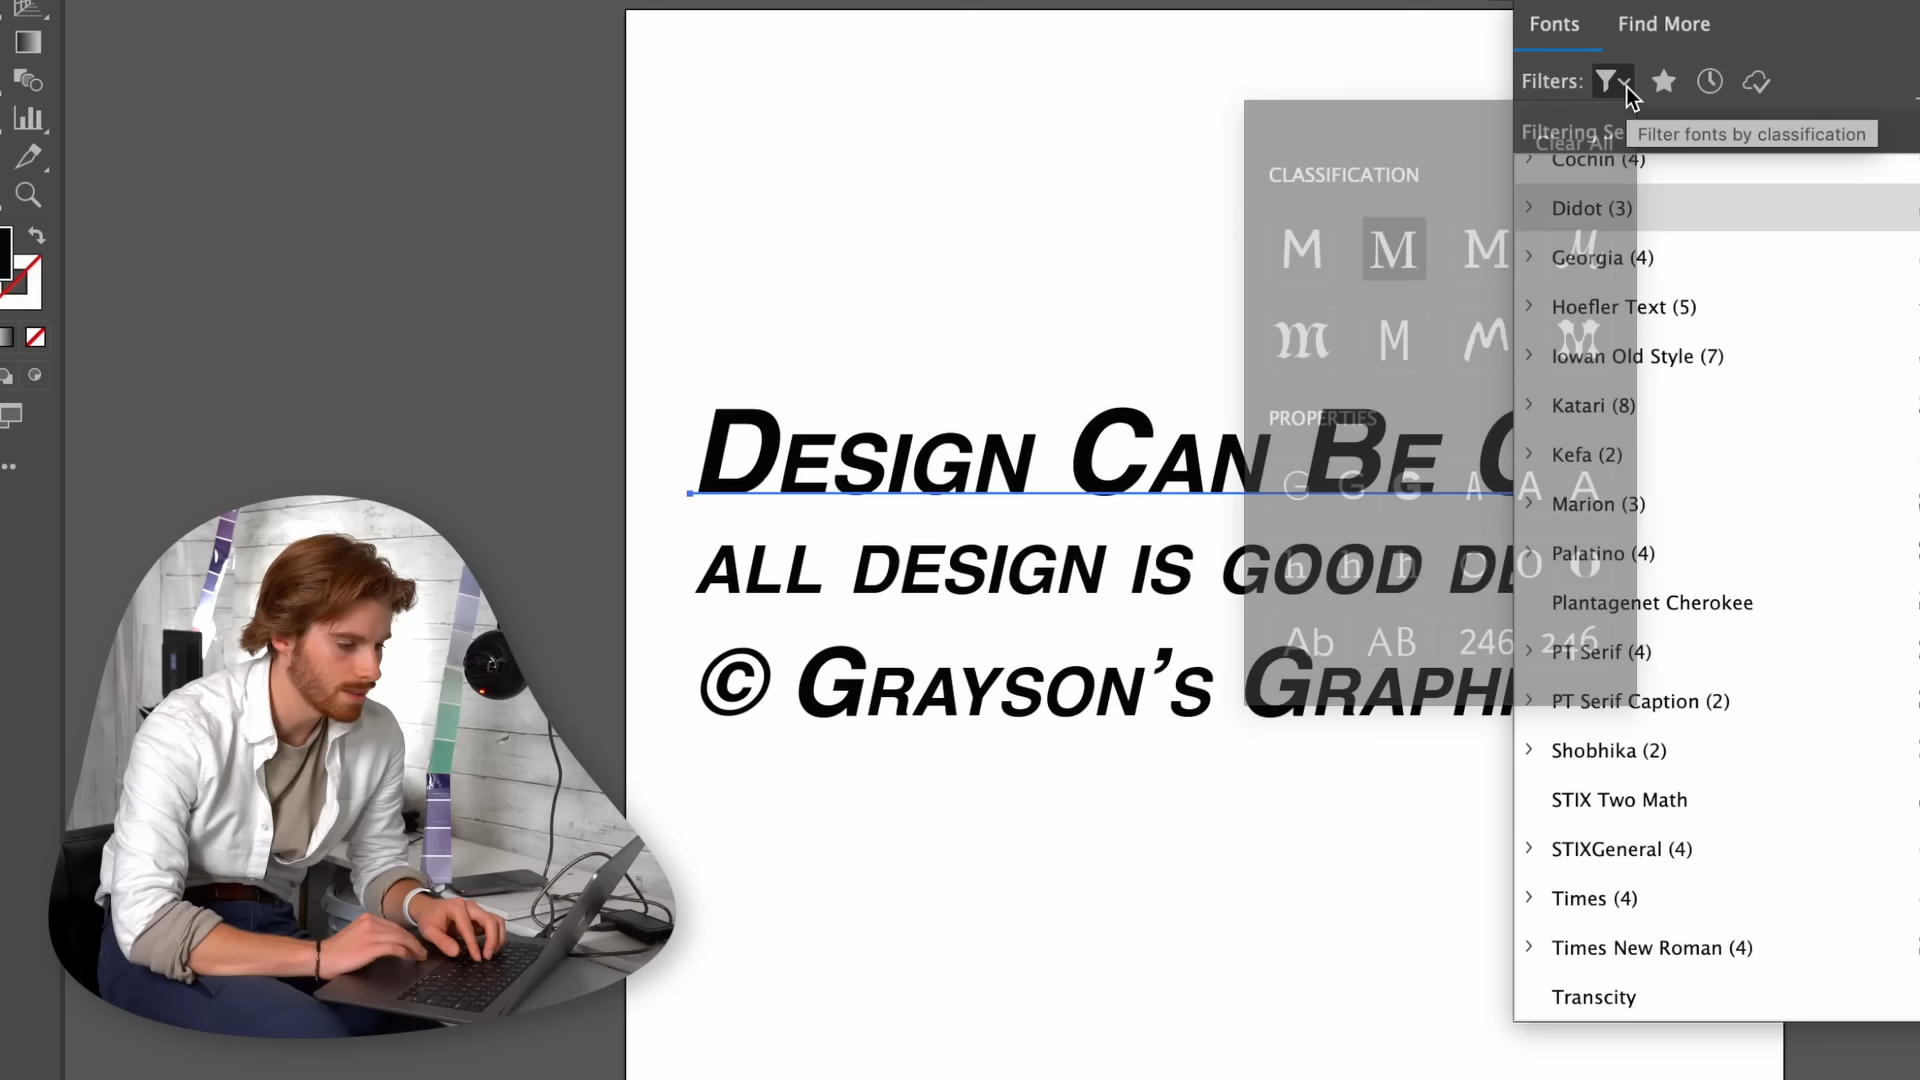 Fonts Find More
Filters:
Filtering Se
Filter fonts by classification
Clear All
CLASSIFICATION
M M M M
M M M M
PROPERTIES
G G G A A A
h h h O O O
Ab AB 246 246
Cochin (4)
Didot (3)
Georgia (4)
Hoefler Text (5)
Iowan Old Style (7)
Katari (8)
Kefa (2)
Marion (3)
Palatino (4)
Plantagenet Cherokee
PT Serif (4)
PT Serif Caption (2)
Shobhika (2)
STIX Two Math
STIXGeneral (4)
Times (4)
Times New Roman (4)
Transcity
DESIGN CAN BE
ALL DESIGN IS GOOD DE
© GRAYSON’S GRAPHI